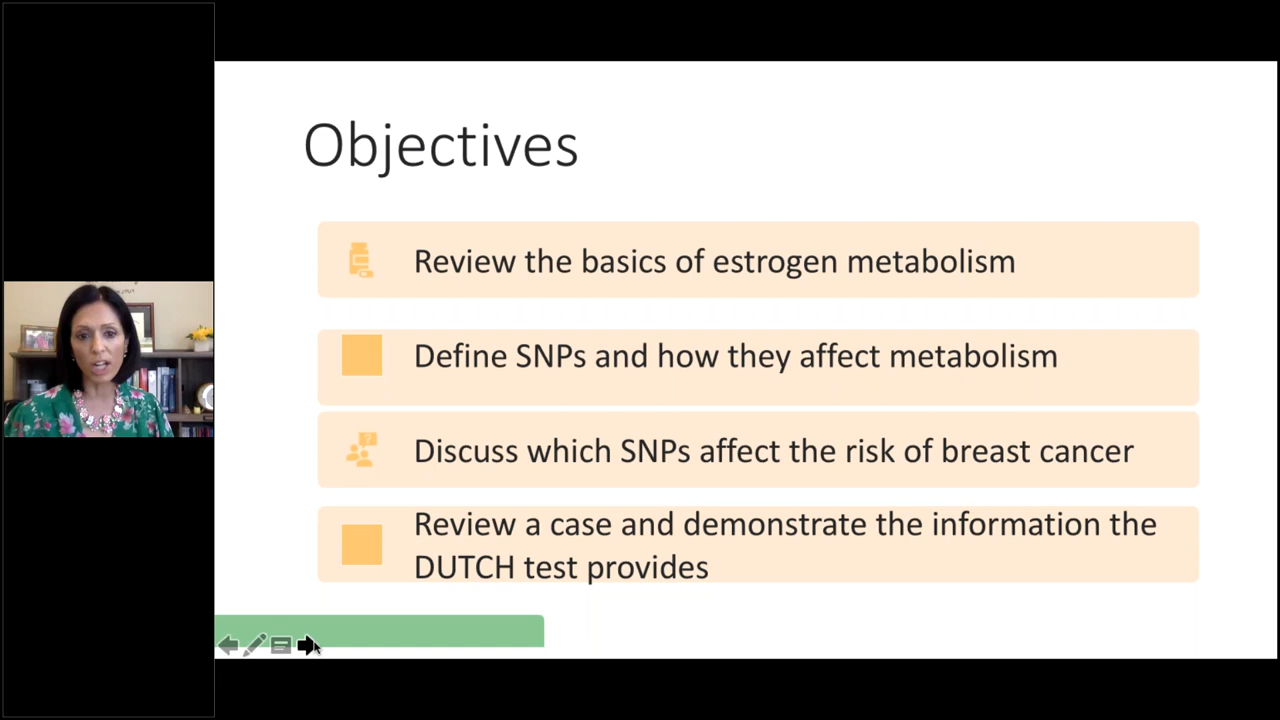 Objectives
Review the basics of estrogen metabolism
Define SNPs and how they affect metabolism
Discuss which SNPs affect the risk of breast cancer
Review a case and demonstrate the information the
DUTCH test provides